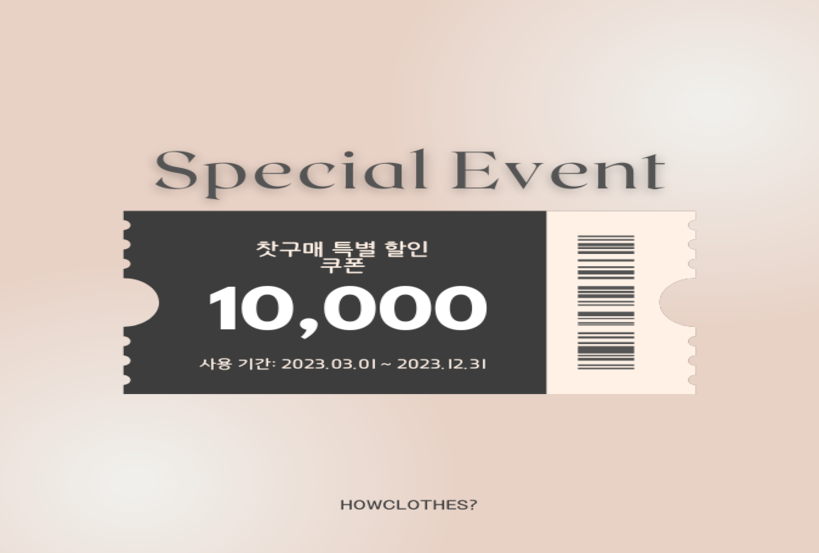 Special Event
찻구매 특별 할인
쿠폰
10,000
사용 기간: 2023.03.01 ~ 2023.12.31
HOWCLOTHES?